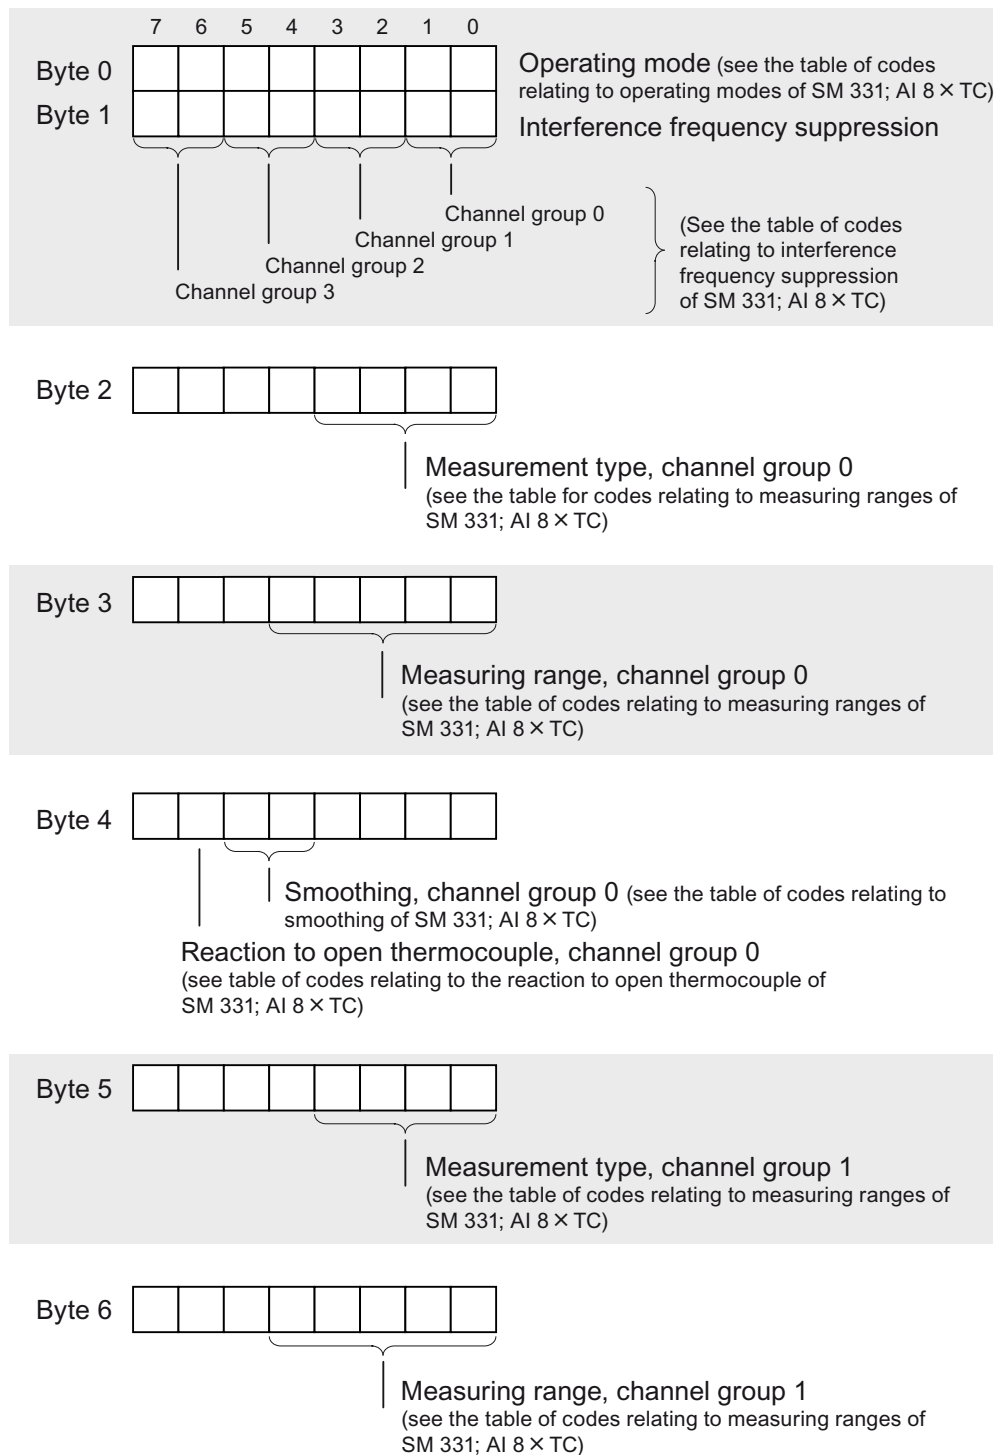 7 6 5 4 3 2 1 0
Byte 0
Operating mode (see the table of codes
relating to operating modes of SM 331; AI 8 × TC)
Byte 1
Interference frequency suppression
Channel group 0
Channel group 1
Channel group 2
Channel group 3
(See the table of codes
relating to interference
frequency suppression
of SM 331; AI 8 × TC)
Byte 2
Measurement type, channel group 0
(see the table for codes relating to measuring ranges of
SM 331; AI 8 × TC)
Byte 3
Measuring range, channel group 0
(see the table of codes relating to measuring ranges of
SM 331; AI 8 × TC)
Byte 4
Smoothing, channel group 0 (see the table of codes relating to
smoothing of SM 331; AI 8 × TC)
Reaction to open thermocouple, channel group 0
(see table of codes relating to the reaction to open thermocouple of
SM 331; AI 8 × TC)
Byte 5
Measurement type, channel group 1
(see the table of codes relating to measuring ranges of
SM 331; AI 8 × TC)
Byte 6
Measuring range, channel group 1
(see the table of codes relating to measuring ranges of
SM 331; AI 8 × TC)